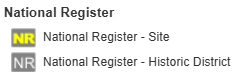 National Register
NR National Register - Site
NR National Register - Historic District